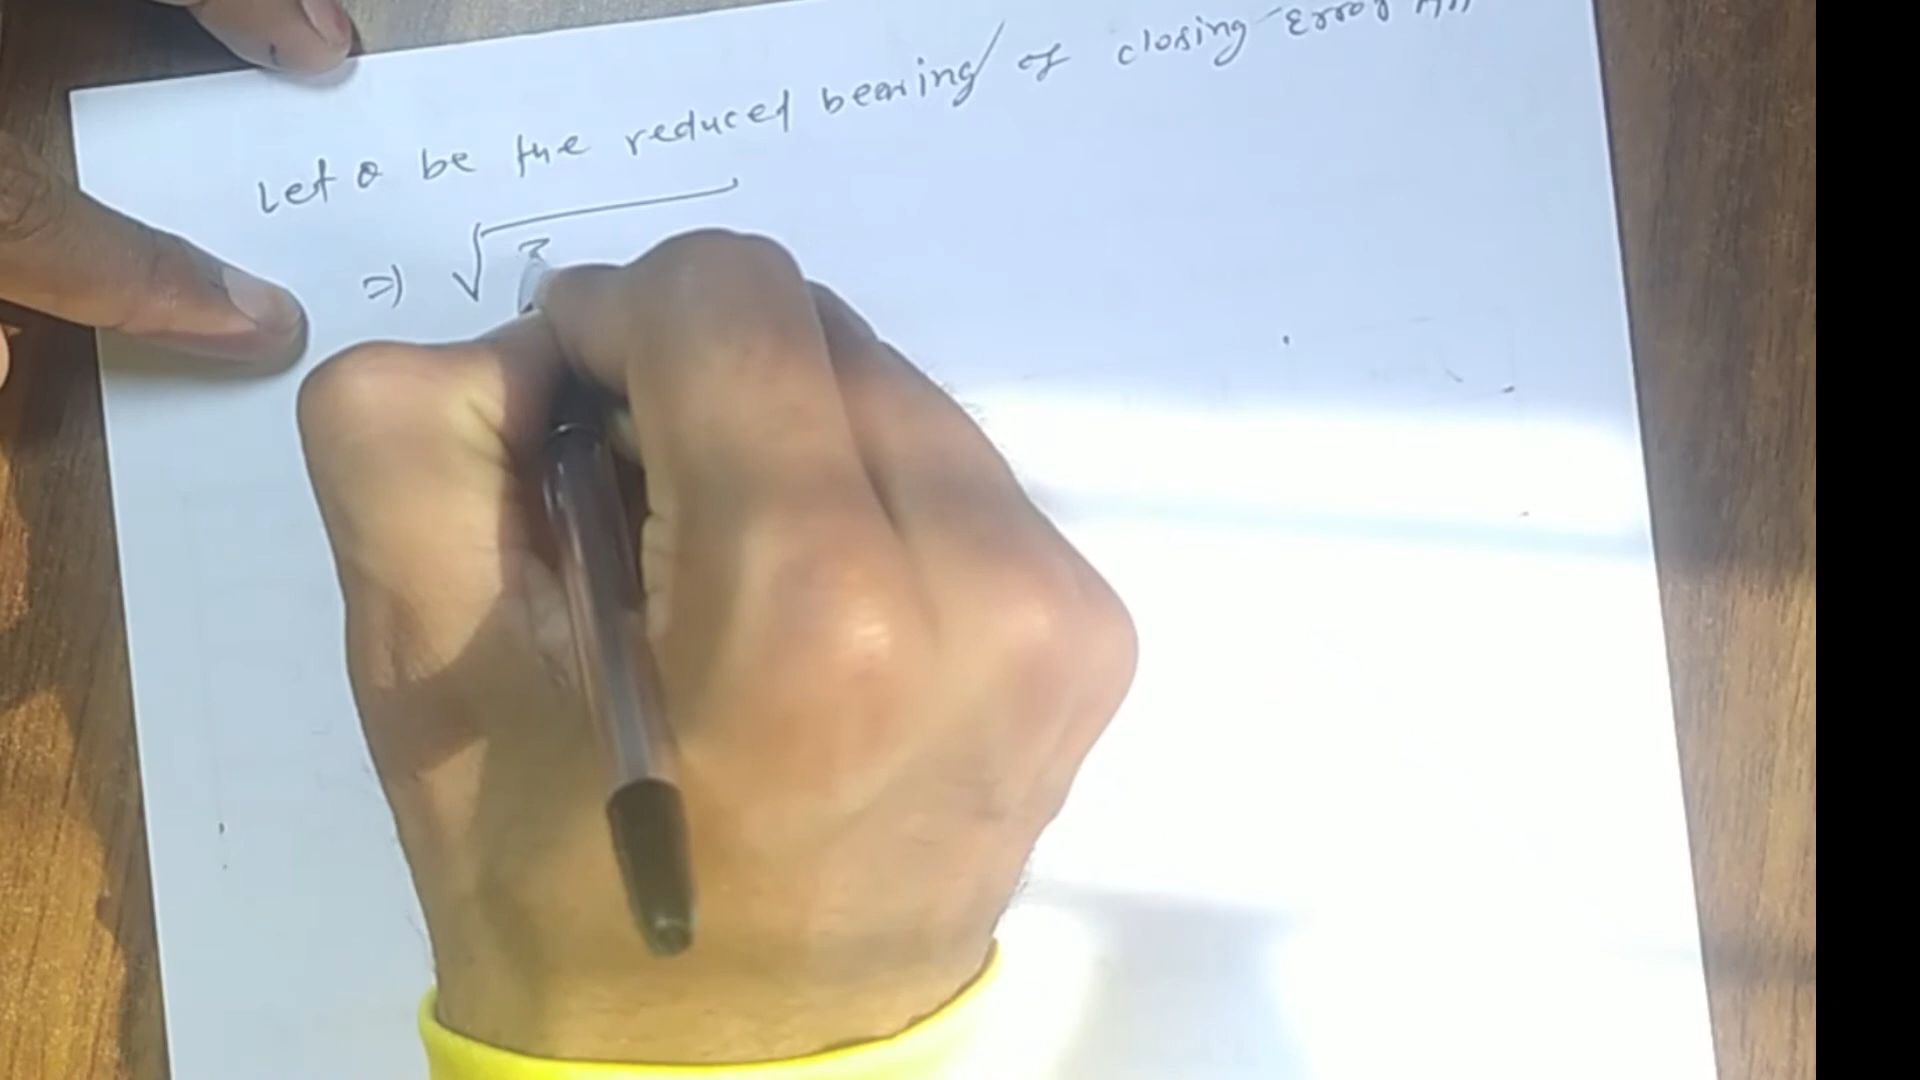 Let θ be the reduced bearing of closing Error
⇒ √